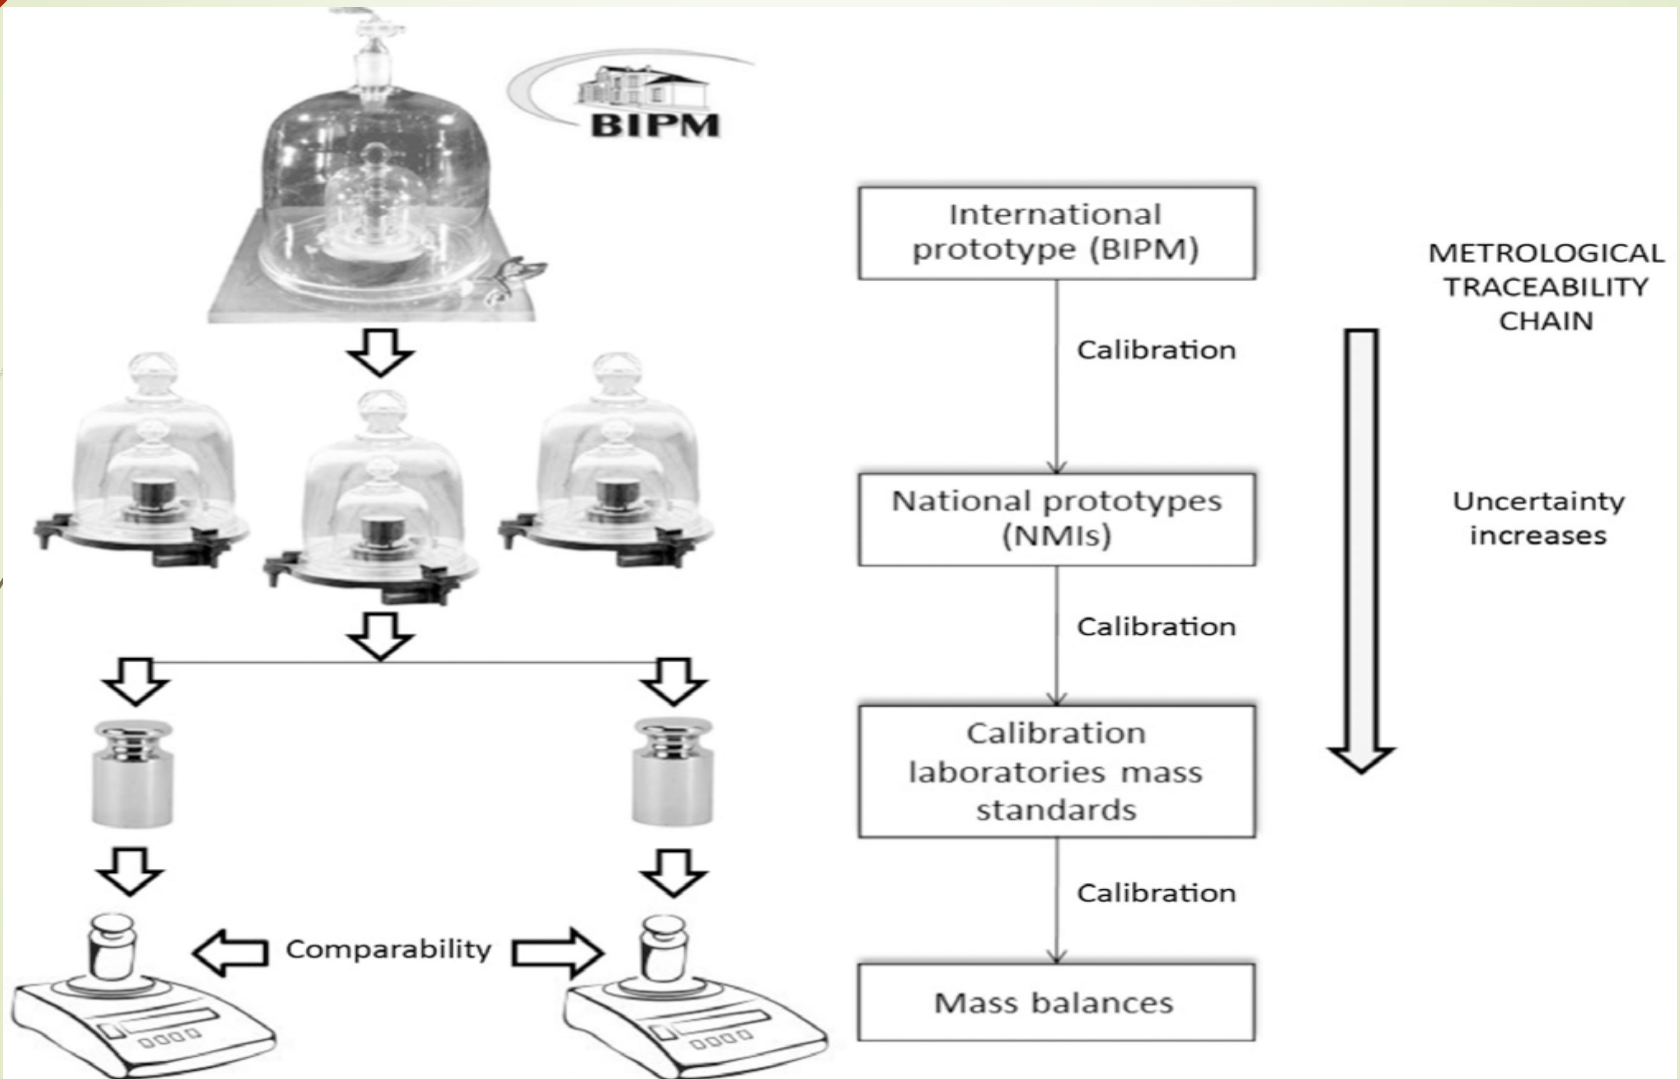 BIPM
International
prototype (BIPM)
METROLOGICAL
TRACEABILITY
CHAIN
Calibration
National prototypes
(NMIs)
Uncertainty
increases
Calibration
Calibration
laboratories mass
standards
Calibration
Comparability
Mass balances